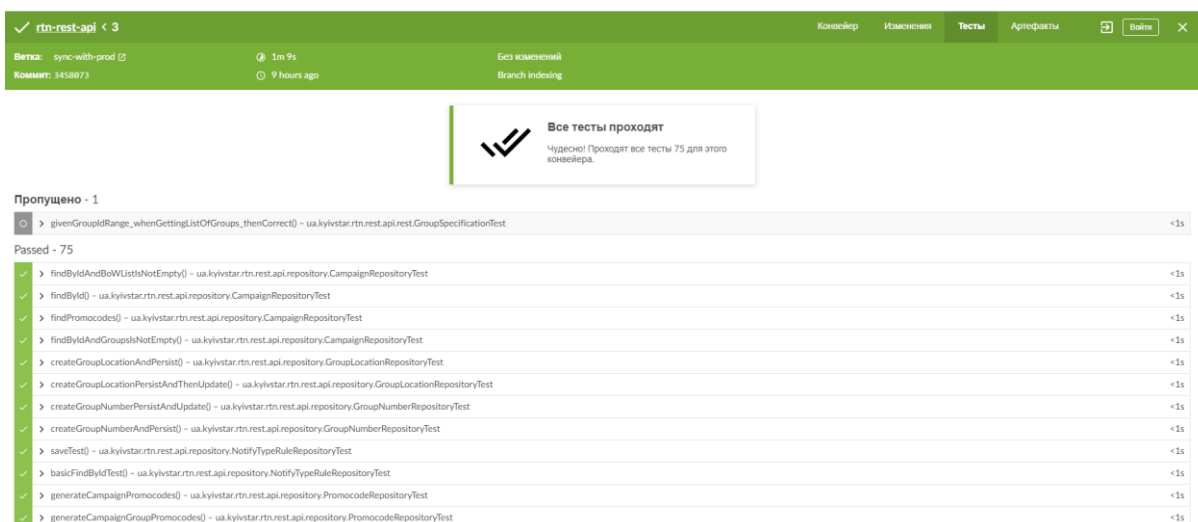 rtn-rest-api < 3 Конвейер Изменения Тесты Артефакты Войти
Ветка: sync-with-prod 1m 9s Без изменений
Коммит: 3458073 9 hours ago Branch indexing
Все тесты проходят
Чудесно! Проходят все тесты 75 для этого
конвейера.
Пропущено - 1
givenGroupIdRange_whenGettingListOfGroups_thenCorrect() – ua.kyivstar.rtn.rest.api.rest.GroupSpecificationTest <1s
Passed - 75
findByIdAndBoWListIsNotEmpty() – ua.kyivstar.rtn.rest.api.repository.CampaignRepositoryTest <1s
findById() – ua.kyivstar.rtn.rest.api.repository.CampaignRepositoryTest <1s
findPromocodes() – ua.kyivstar.rtn.rest.api.repository.CampaignRepositoryTest <1s
findByIdAndGroupsIsNotEmpty() – ua.kyivstar.rtn.rest.api.repository.CampaignRepositoryTest <1s
createGroupLocationAndPersist() – ua.kyivstar.rtn.rest.api.repository.GroupLocationRepositoryTest <1s
createGroupLocationPersistAndThenUpdate() – ua.kyivstar.rtn.rest.api.repository.GroupLocationRepositoryTest <1s
createGroupNumberPersistAndUpdate() – ua.kyivstar.rtn.rest.api.repository.GroupNumberRepositoryTest <1s
createGroupNumberAndPersist() – ua.kyivstar.rtn.rest.api.repository.GroupNumberRepositoryTest <1s
saveTest() – ua.kyivstar.rtn.rest.api.repository.NotifyTypeRuleRepositoryTest <1s
basicFindByIdTest() – ua.kyivstar.rtn.rest.api.repository.NotifyTypeRuleRepositoryTest <1s
generateCampaignPromocodes() – ua.kyivstar.rtn.rest.api.repository.PromocodeRepositoryTest <1s
generateCampaignGroupPromocodes() – ua.kyivstar.rtn.rest.api.repository.PromocodeRepositoryTest <1s